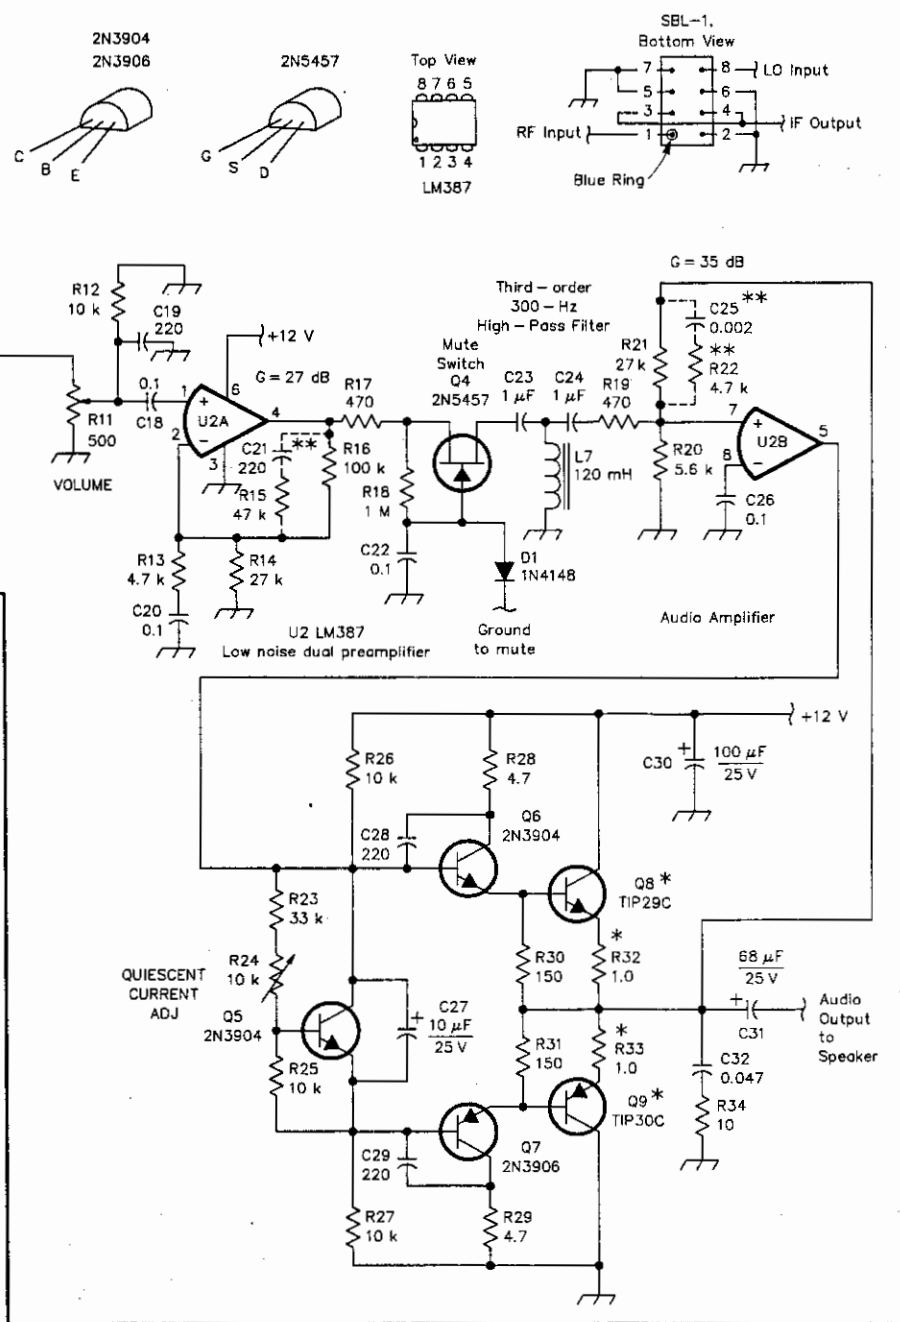 2N3904
2N3906
C
B
E
2N5457
G
S
D
Top View
8 7 6 5
1 2 3 4
LM387
SBL-1,
Bottom View
7
8
LO Input
5
6
3
4
IF Output
RF Input
1
2
Blue Ring
R12
10 k
C19
220
+12 V
G = 27 dB
0.1
C18
R11
500
VOLUME
1
+
6
U2A
4
2
−
3
C21
220
**
R15
47 k
R16
100 k
R13
4.7 k
R14
27 k
C20
0.1
U2 LM387
Low noise dual preamplifier
R17
470
R18
1 M
C22
0.1
Mute
Switch
Q4
2N5457
D1
1N4148
Ground
to mute
Third-order
300-Hz
High-Pass Filter
C23
1 µF
C24
1 µF
L7
120 mH
R19
470
G = 35 dB
R21
27 k
C25 **
0.002
**
R22
4.7 k
R20
5.6 k
7
+
U2B
5
8
−
C26
0.1
Audio Amplifier
+12 V
R26
10 k
R28
4.7
C30
+
100 µF
25 V
C28
220
Q6
2N3904
Q8 *
TIP29C
R23
33 k
R24
10 k
QUIESCENT
CURRENT
ADJ
Q5
2N3904
R25
10 k
+
C27
10 µF
25 V
R30
150
*
R32
1.0
R31
150
*
R33
1.0
68 µF
25 V
+
C31
Audio
Output
to
Speaker
C32
0.047
R34
10
Q9 *
TIP30C
Q7
2N3906
C29
220
R27
10 k
R29
4.7